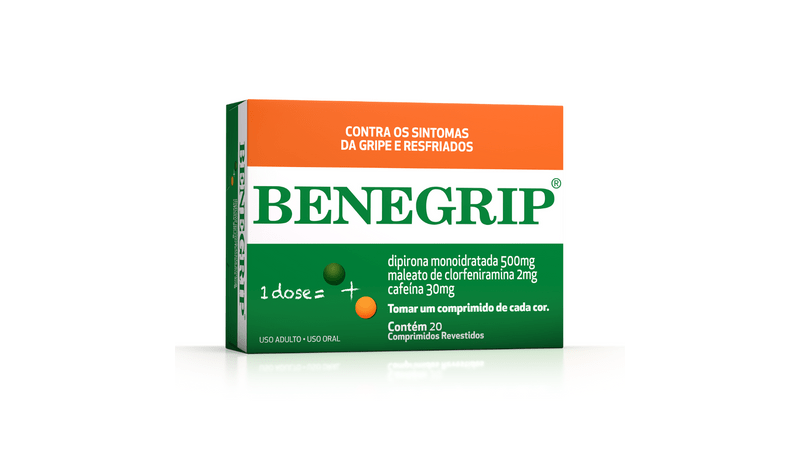 CONTRA OS SINTOMAS
DA GRIPE E RESFRIADOS
BENEGRIP®
dipirona monoidratada 500mg
maleato de clorfeniramina 2mg
cafeína 30mg
1 dose = +
Tomar um comprimido de cada cor.
Contém 20
Comprimidos Revestidos
USO ADULTO • USO ORAL
BENEGRIP